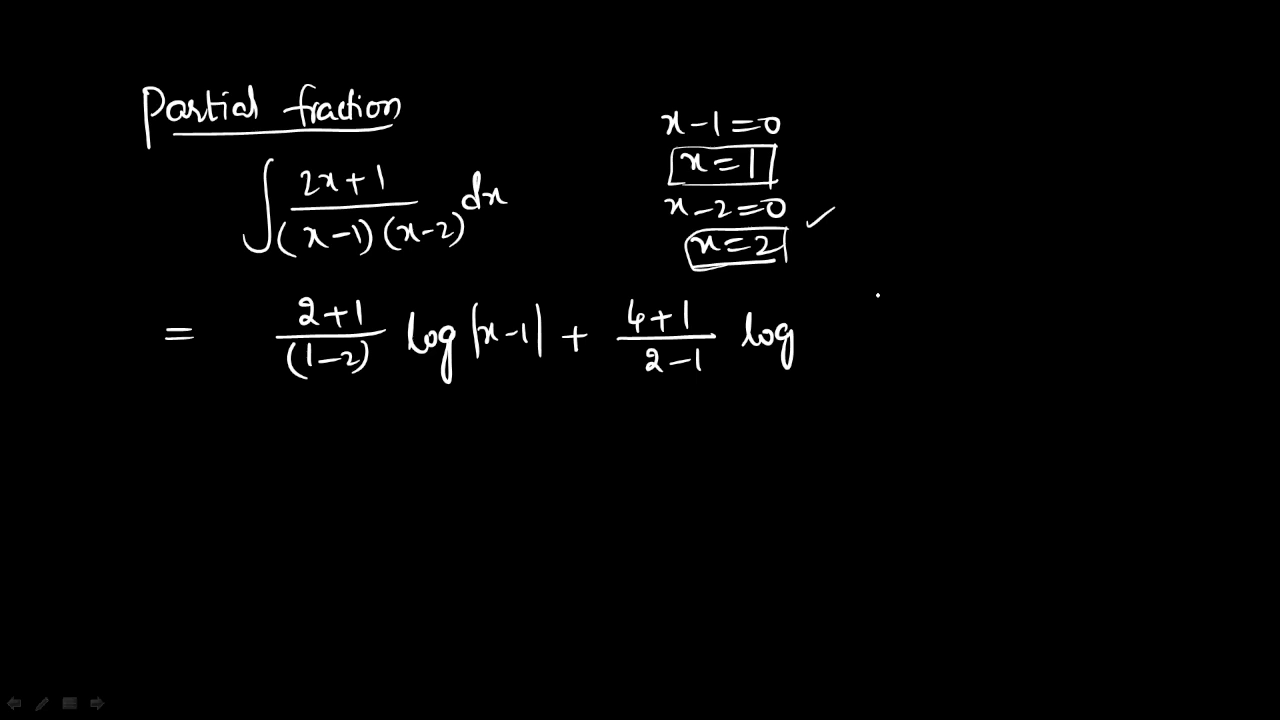 Partial fraction
∫ 2x+1 / (x-1)(x-2) dx
x-1=0
x=1
x-2=0 ✓
x=2
= 2+1 / (1-2) log|x-1| + 4+1 / 2-1 log